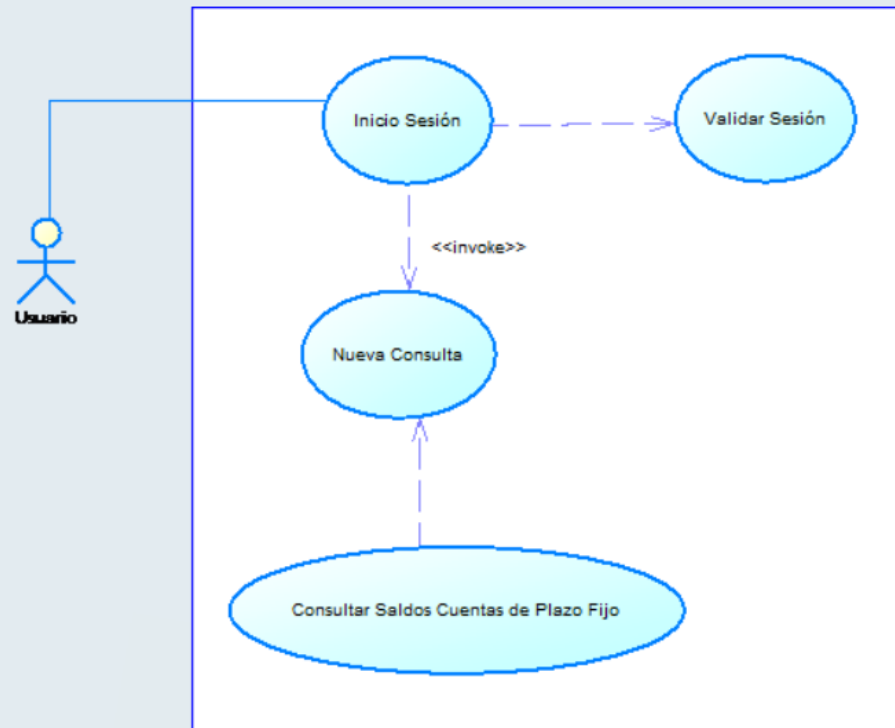 Inicio Sesión
Validar Sesión
<<invoke>>
Usuario
Nueva Consulta
Consultar Saldos Cuentas de Plazo Fijo